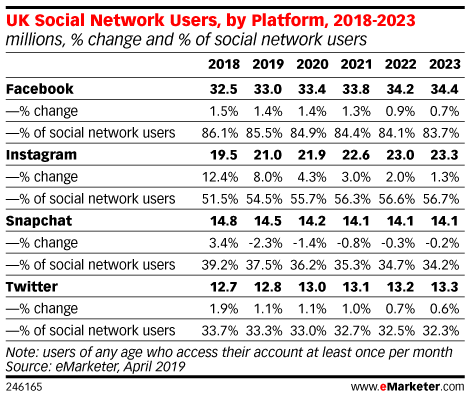 UK Social Network Users, by Platform, 2018-2023
millions, % change and % of social network users
2018 2019 2020 2021 2022 2023
Facebook 32.5 33.0 33.4 33.8 34.2 34.4
—% change 1.5% 1.4% 1.4% 1.3% 0.9% 0.7%
—% of social network users 86.1% 85.5% 84.9% 84.4% 84.1% 83.7%
Instagram 19.5 21.0 21.9 22.6 23.0 23.3
—% change 12.4% 8.0% 4.3% 3.0% 2.0% 1.3%
—% of social network users 51.5% 54.5% 55.7% 56.3% 56.6% 56.7%
Snapchat 14.8 14.5 14.2 14.1 14.1 14.1
—% change 3.4% -2.3% -1.4% -0.8% -0.3% -0.2%
—% of social network users 39.2% 37.5% 36.2% 35.3% 34.7% 34.2%
Twitter 12.7 12.8 13.0 13.1 13.2 13.3
—% change 1.9% 1.1% 1.1% 1.0% 0.7% 0.6%
—% of social network users 33.7% 33.3% 33.0% 32.7% 32.5% 32.3%
Note: users of any age who access their account at least once per month
Source: eMarketer, April 2019
246165 www.eMarketer.com